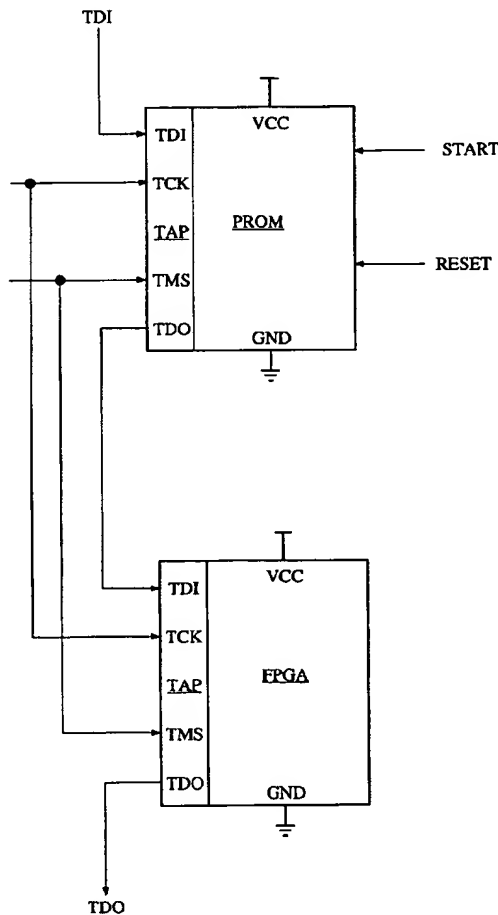 TDI
VCC
TDI
START
TCK
TAP
PROM
RESET
TMS
TDO
GND
VCC
TDI
TCK
TAP
FPGA
TMS
TDO
GND
TDO